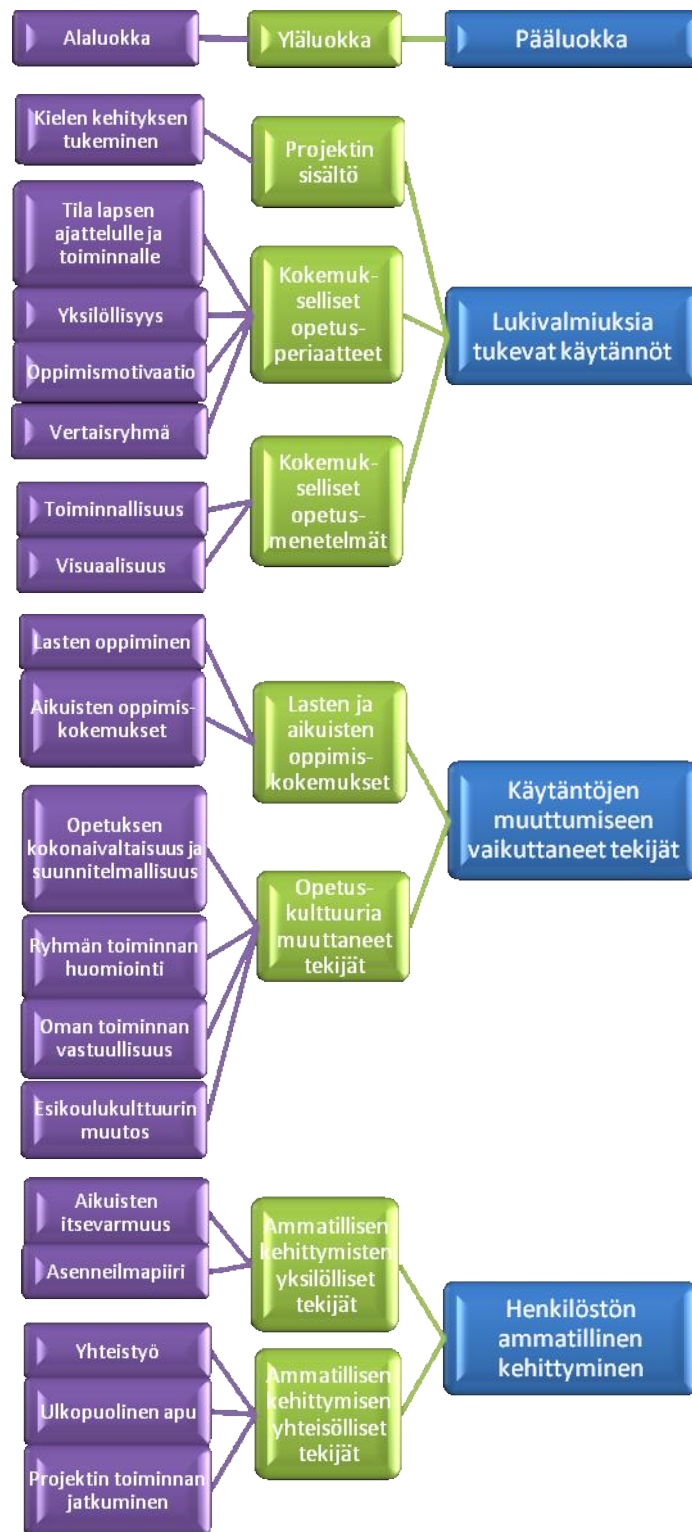 Alaluokka
Yläluokka
Pääluokka
Kielen kehityksen
tukeminen
Tila lapsen
ajattelulle ja
toiminnalle
Yksilöllisyys
Oppimismotivaatio
Vertaisryhmä
Toiminnallisuus
Visuaalisuus
Projektin
sisältö
Kokemuk-
selliset
opetus-
periaatteet
Kokemuk-
selliset
opetus-
menetelmät
Lukivalmiuksia
tukevat käytännöt
Lasten oppiminen
Aikuisten oppimis-
kokemukset
Opetuksen
kokonaivaltaisuus ja
suunnitelmallisuus
Ryhmän toiminnan
huomiointi
Oman toiminnan
vastuullisuus
Esikoulukulttuurin
muutos
Lasten ja
aikuisten
oppimis-
kokemukset
Opetus-
kulttuuria
muuttaneet
tekijät
Käytäntöjen
muuttumiseen
vaikuttaneet tekijät
Aikuisten
itsevarmuus
Asenneilmapiiri
Yhteistyö
Ulkopuolinen apu
Projektin toiminnan
jatkuminen
Ammatillisen
kehittymisten
yksilölliset
tekijät
Ammatillisen
kehittymisen
yhteisölliset
tekijät
Henkilöstön
ammatillinen
kehittyminen